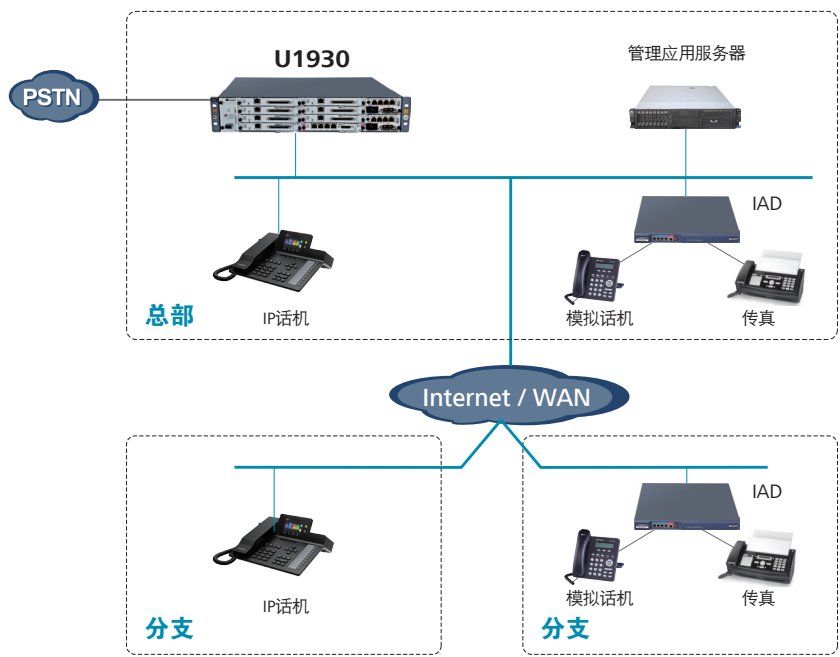 U1930
管理应用服务器
PSTN
IAD
IP话机
模拟话机
传真
总部
Internet / WAN
IAD
IP话机
模拟话机
传真
分支
分支